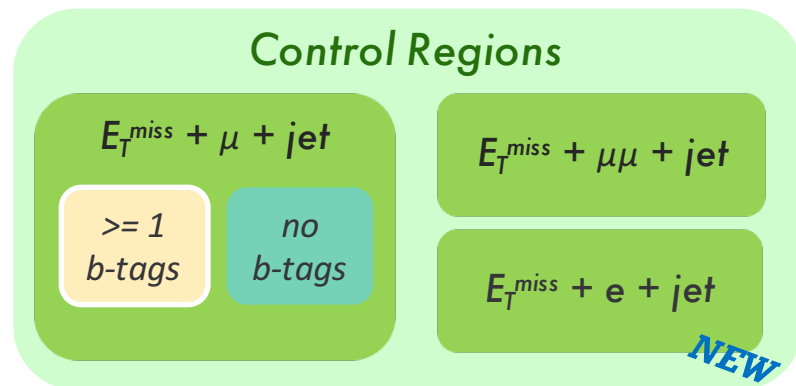 Control Regions
E_T^miss + μ + jet
>= 1
b-tags
no
b-tags
E_T^miss + μμ + jet
E_T^miss + e + jet
NEW